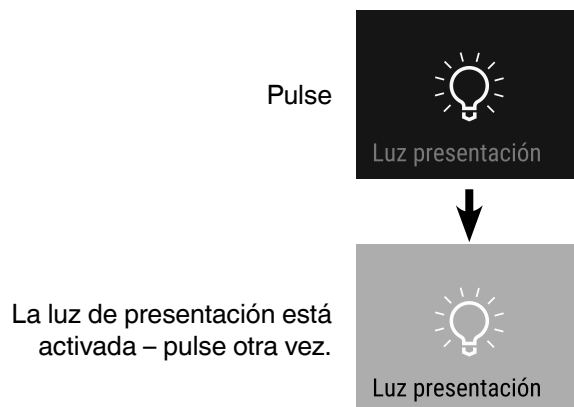 Pulse
Luz presentación
La luz de presentación está
activada – pulse otra vez.
Luz presentación